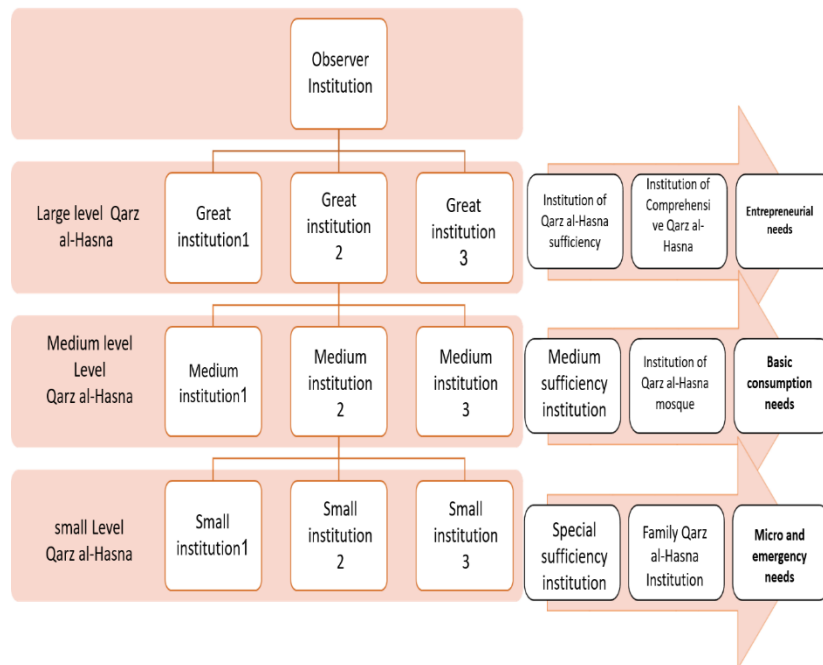 Observer
Institution
Large level Qarz
al-Hasna
Great
institution1
Great
institution
2
Great
institution
3
Institution of
Qarz al-Hasna
sufficiency
Institution of
Comprehensi
ve Qarz al-
Hasna
Entrepreneurial
needs
Medium level
Level
Qarz al-Hasna
Medium
institution1
Medium
institution
2
Medium
institution
3
Medium
sufficiency
institution
Institution of
Qarz al-Hasna
mosque
Basic
consumption
needs
small Level
Qarz al-Hasna
Small
institution1
Small
institution
2
Small
institution
3
Special
sufficiency
institution
Family Qarz
al-Hasna
Institution
Micro and
emergency
needs